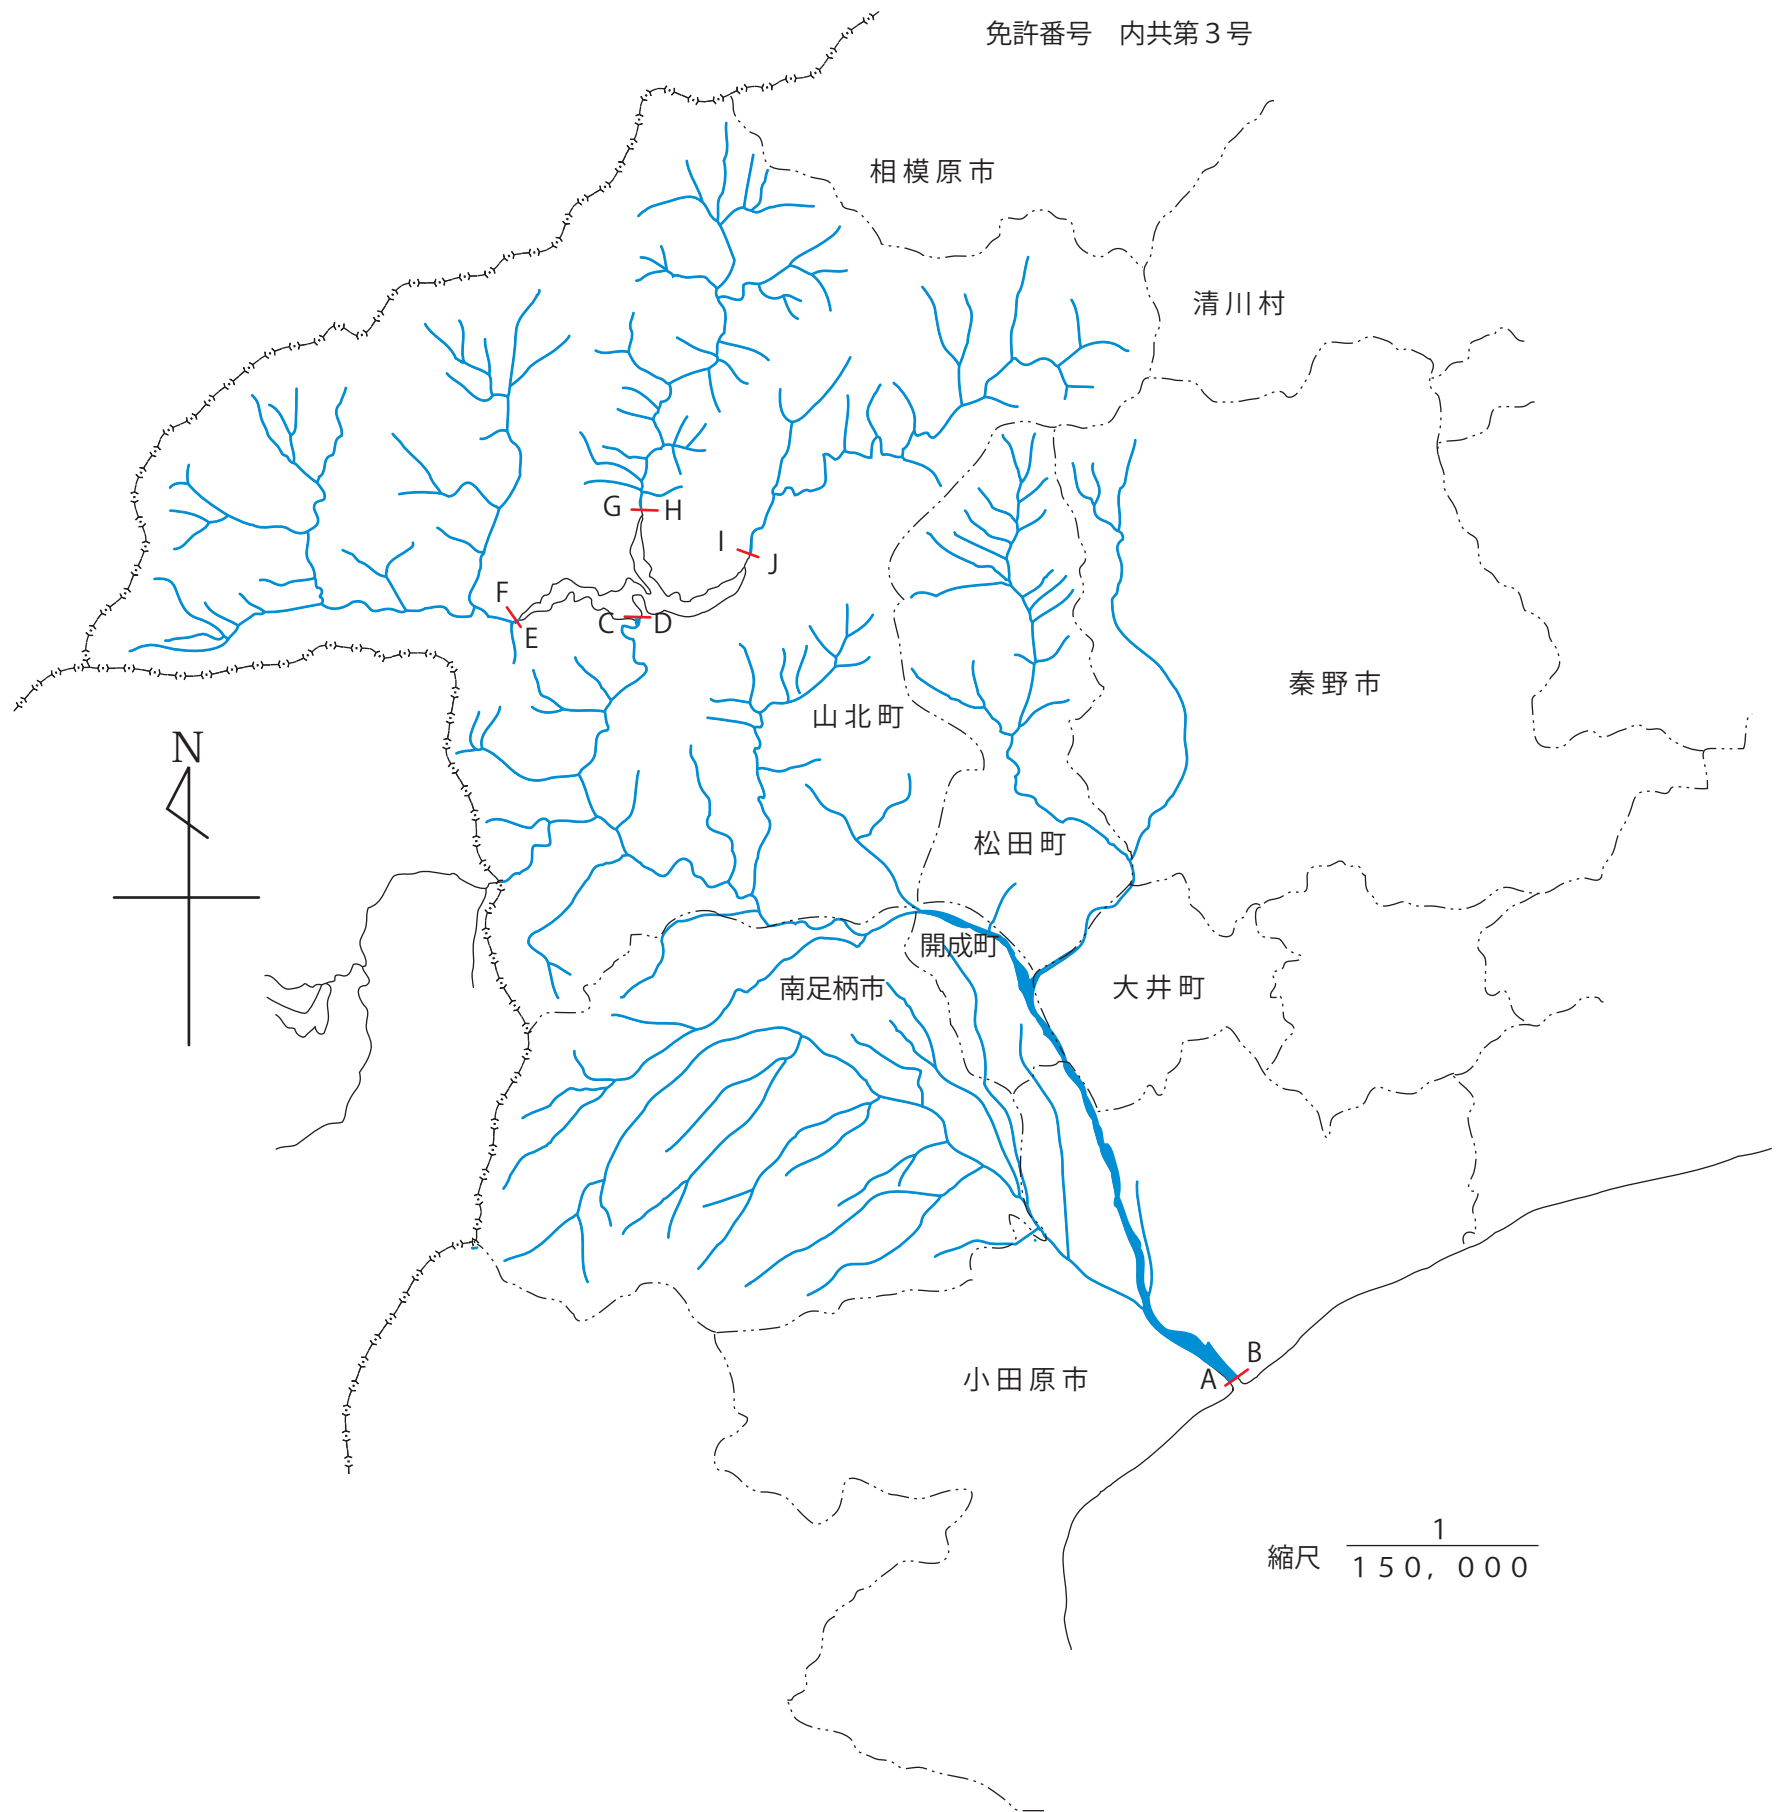 免許番号　内共第３号
相模原市
清川村
G H
I
J
F
E
C D
秦野市
山北町
N
松田町
開成町
南足柄市
大井町
小田原市
A B
縮尺 1
150,000